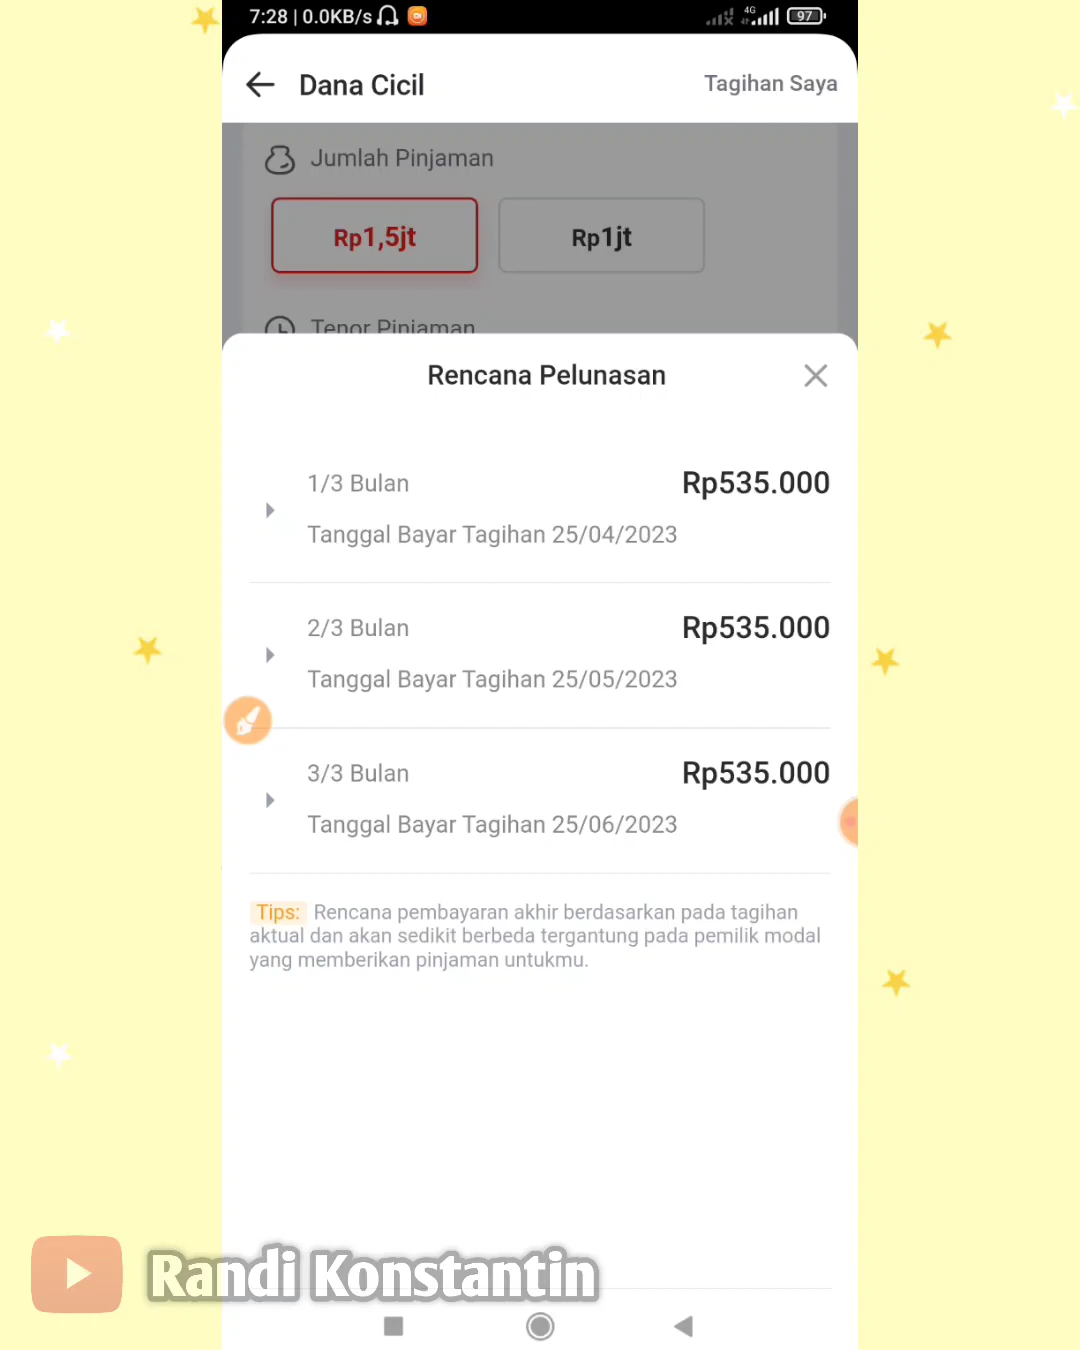 7:28 | 0.0KB/s
4G
97
Dana Cicil
Tagihan Saya
Jumlah Pinjaman
Rp1,5jt
Rp1jt
Tenor Pinjaman
Rencana Pelunasan
1/3 Bulan
Rp535.000
Tanggal Bayar Tagihan 25/04/2023
2/3 Bulan
Rp535.000
Tanggal Bayar Tagihan 25/05/2023
3/3 Bulan
Rp535.000
Tanggal Bayar Tagihan 25/06/2023
Tips: Rencana pembayaran akhir berdasarkan pada tagihan
aktual dan akan sedikit berbeda tergantung pada pemilik modal
yang memberikan pinjaman untukmu.
Randi Konstantin